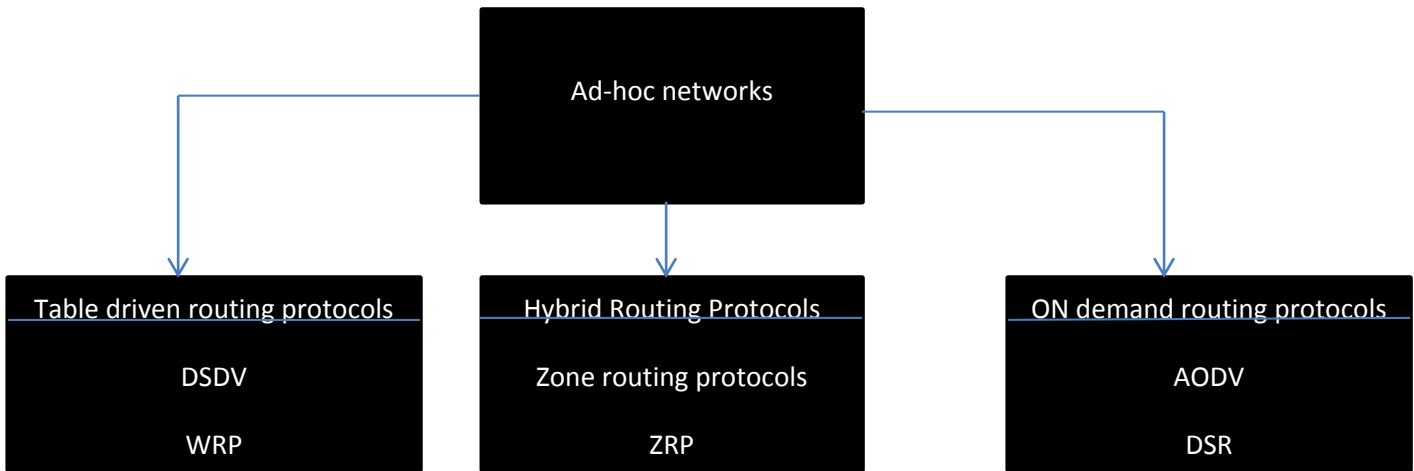 Ad-hoc networks
Table driven routing protocols
DSDV
WRP
Hybrid Routing Protocols
Zone routing protocols
ZRP
ON demand routing protocols
AODV
DSR